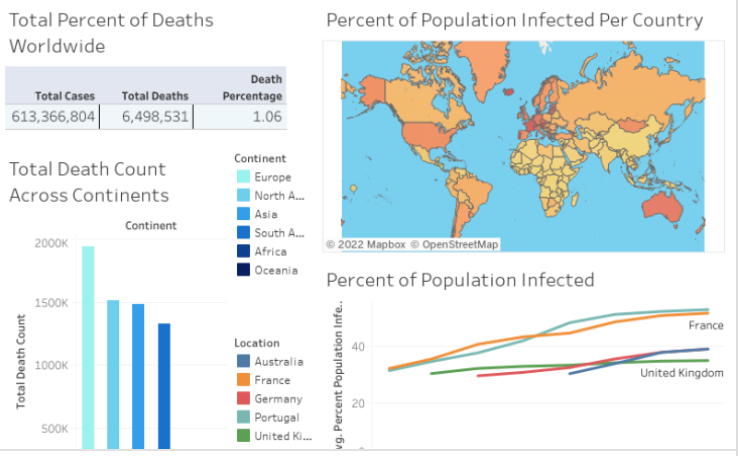 Total Percent of Deaths
Worldwide
Total Cases
Total Deaths
Death
Percentage
613,366,804
6,498,531
1.06
Percent of Population Infected Per Country
© 2022 Mapbox © OpenStreetMap
Total Death Count
Across Continents
Continent
Europe
North A...
Asia
South A...
Africa
Oceania
Continent
2000K
1500K
1000K
500K
Total Death Count
Location
Australia
France
Germany
Portugal
United Ki...
Percent of Population Infected
vg. Percent Population Infe..
40
20
France
United Kingdom